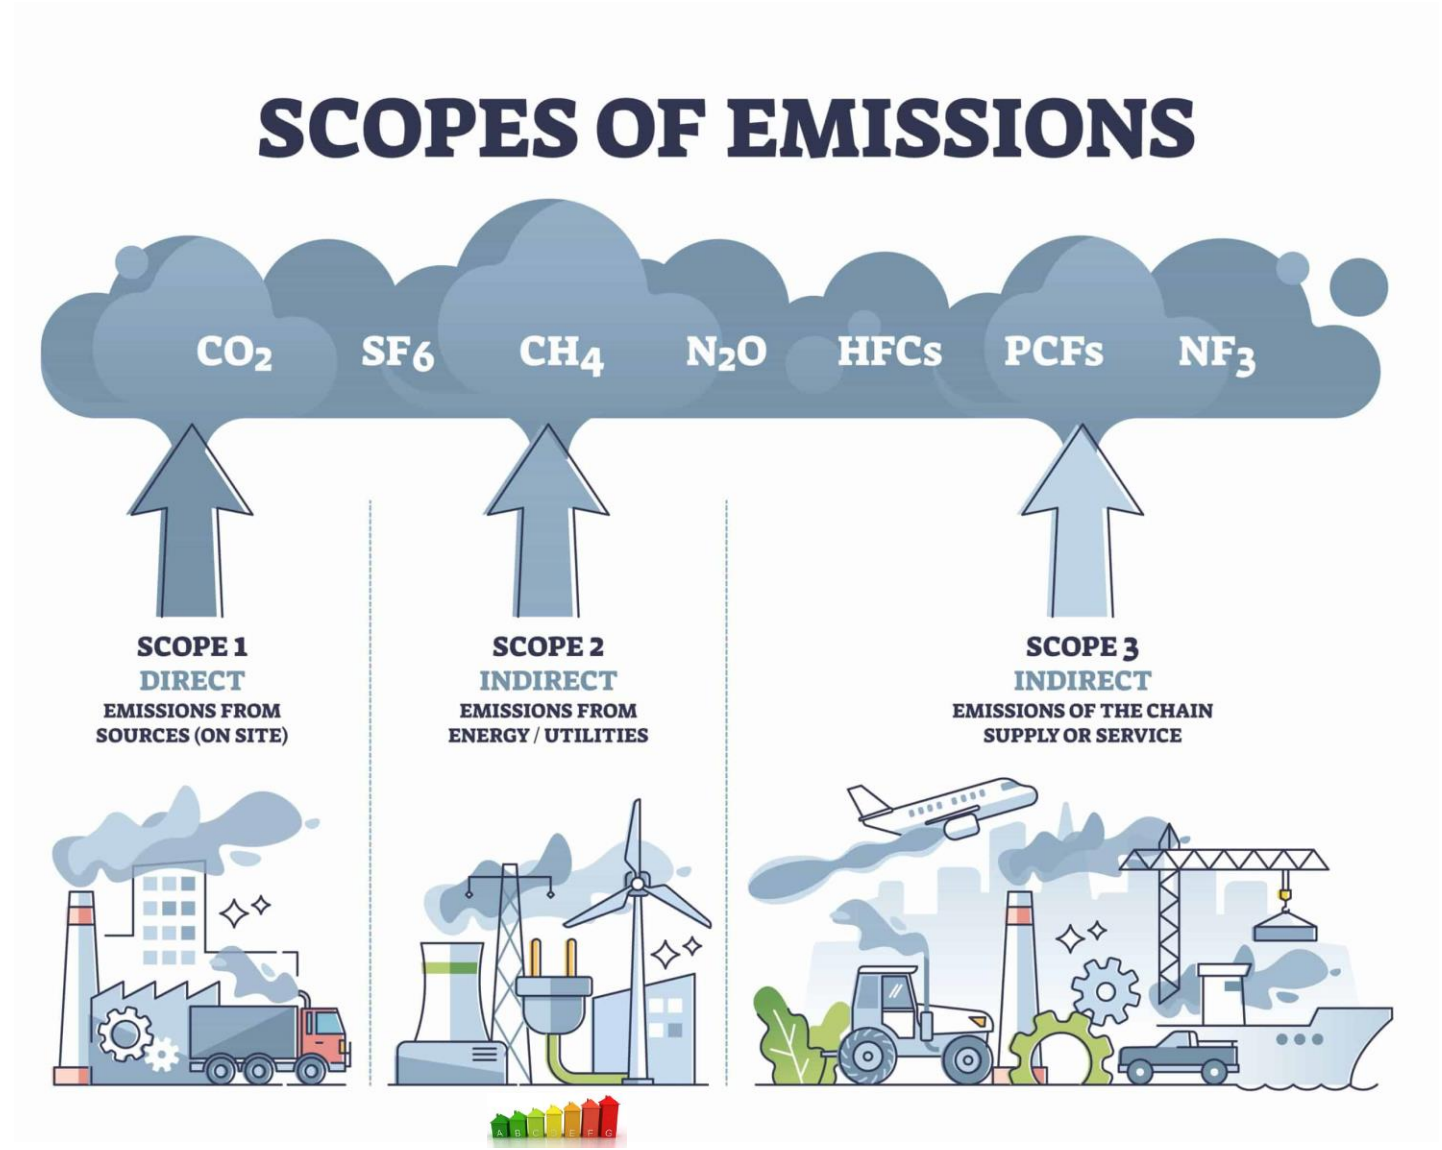 SCOPES OF EMISSIONS
CO₂ SF₆ CH₄ N₂O HFCs PCFs NF₃
SCOPE 1
DIRECT
EMISSIONS FROM
SOURCES (ON SITE)
SCOPE 2
INDIRECT
EMISSIONS FROM
ENERGY / UTILITIES
SCOPE 3
INDIRECT
EMISSIONS OF THE CHAIN
SUPPLY OR SERVICE
A B C D E F G